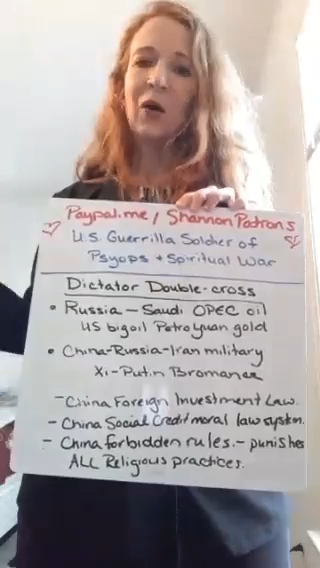 Paypal.me / Shannon Patrons
U.S. Guerrilla Soldier of
Psyops + Spiritual War
Dictator Double-cross
• Russia - Saudi OPEC oil
US bigoil Petroyuan gold
• China-Russia-Iran military
Xi-Putin Bromance
- China Foreign Investment Law.
- China Social Credit moral law system.
- China forbidden rules. - punishes
ALL Religious practices.